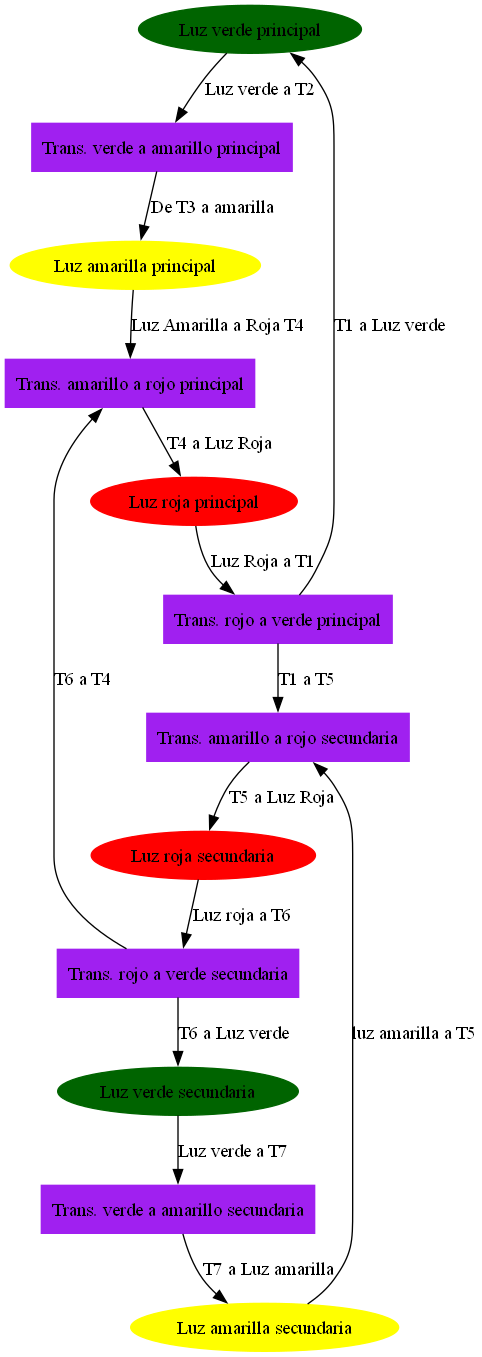 Luz verde principal
Luz verde a T2
Trans. verde a amarillo principal
De T3 a amarilla
Luz amarilla principal
Luz Amarilla a Roja T4
T1 a Luz verde
Trans. amarillo a rojo principal
T4 a Luz Roja
Luz roja principal
Luz Roja a T1
Trans. rojo a verde principal
T6 a T4
T1 a T5
Trans. amarillo a rojo secundaria
T5 a Luz Roja
Luz roja secundaria
Luz roja a T6
Trans. rojo a verde secundaria
T6 a Luz verde
luz amarilla a T5
Luz verde secundaria
Luz verde a T7
Trans. verde a amarillo secundaria
T7 a Luz amarilla
Luz amarilla secundaria